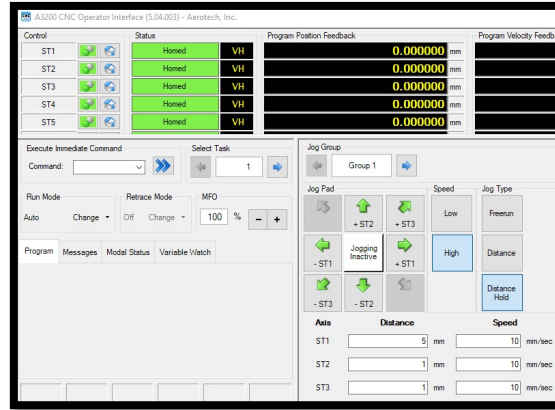 A3200 CNC Operator Interface (5.04.003) - Aerotech, Inc.
Control Status Program Position Feedback Program Velocity Feedb
ST1 Homed VH 0.000000 mm
ST2 Homed VH 0.000000 mm
ST3 Homed VH 0.000000 mm
ST4 Homed VH 0.000000 mm
ST5 Homed VH 0.000000 mm
Execute Immediate Command Select Task
Command: 1
Run Mode Retrace Mode MFO
Auto Change Off Change 100 % - +
Program Messages Modal Status Variable Watch
Jog Group
Group 1
Jog Pad Speed Jog Type
+ ST2 + ST3 Low Freerun
- ST1 Jogging Inactive + ST1 High Distance
- ST3 - ST2 Distance Hold
Axis Distance Speed
ST1 5 mm 10 mm/sec
ST2 1 mm 10 mm/sec
ST3 1 mm 10 mm/sec